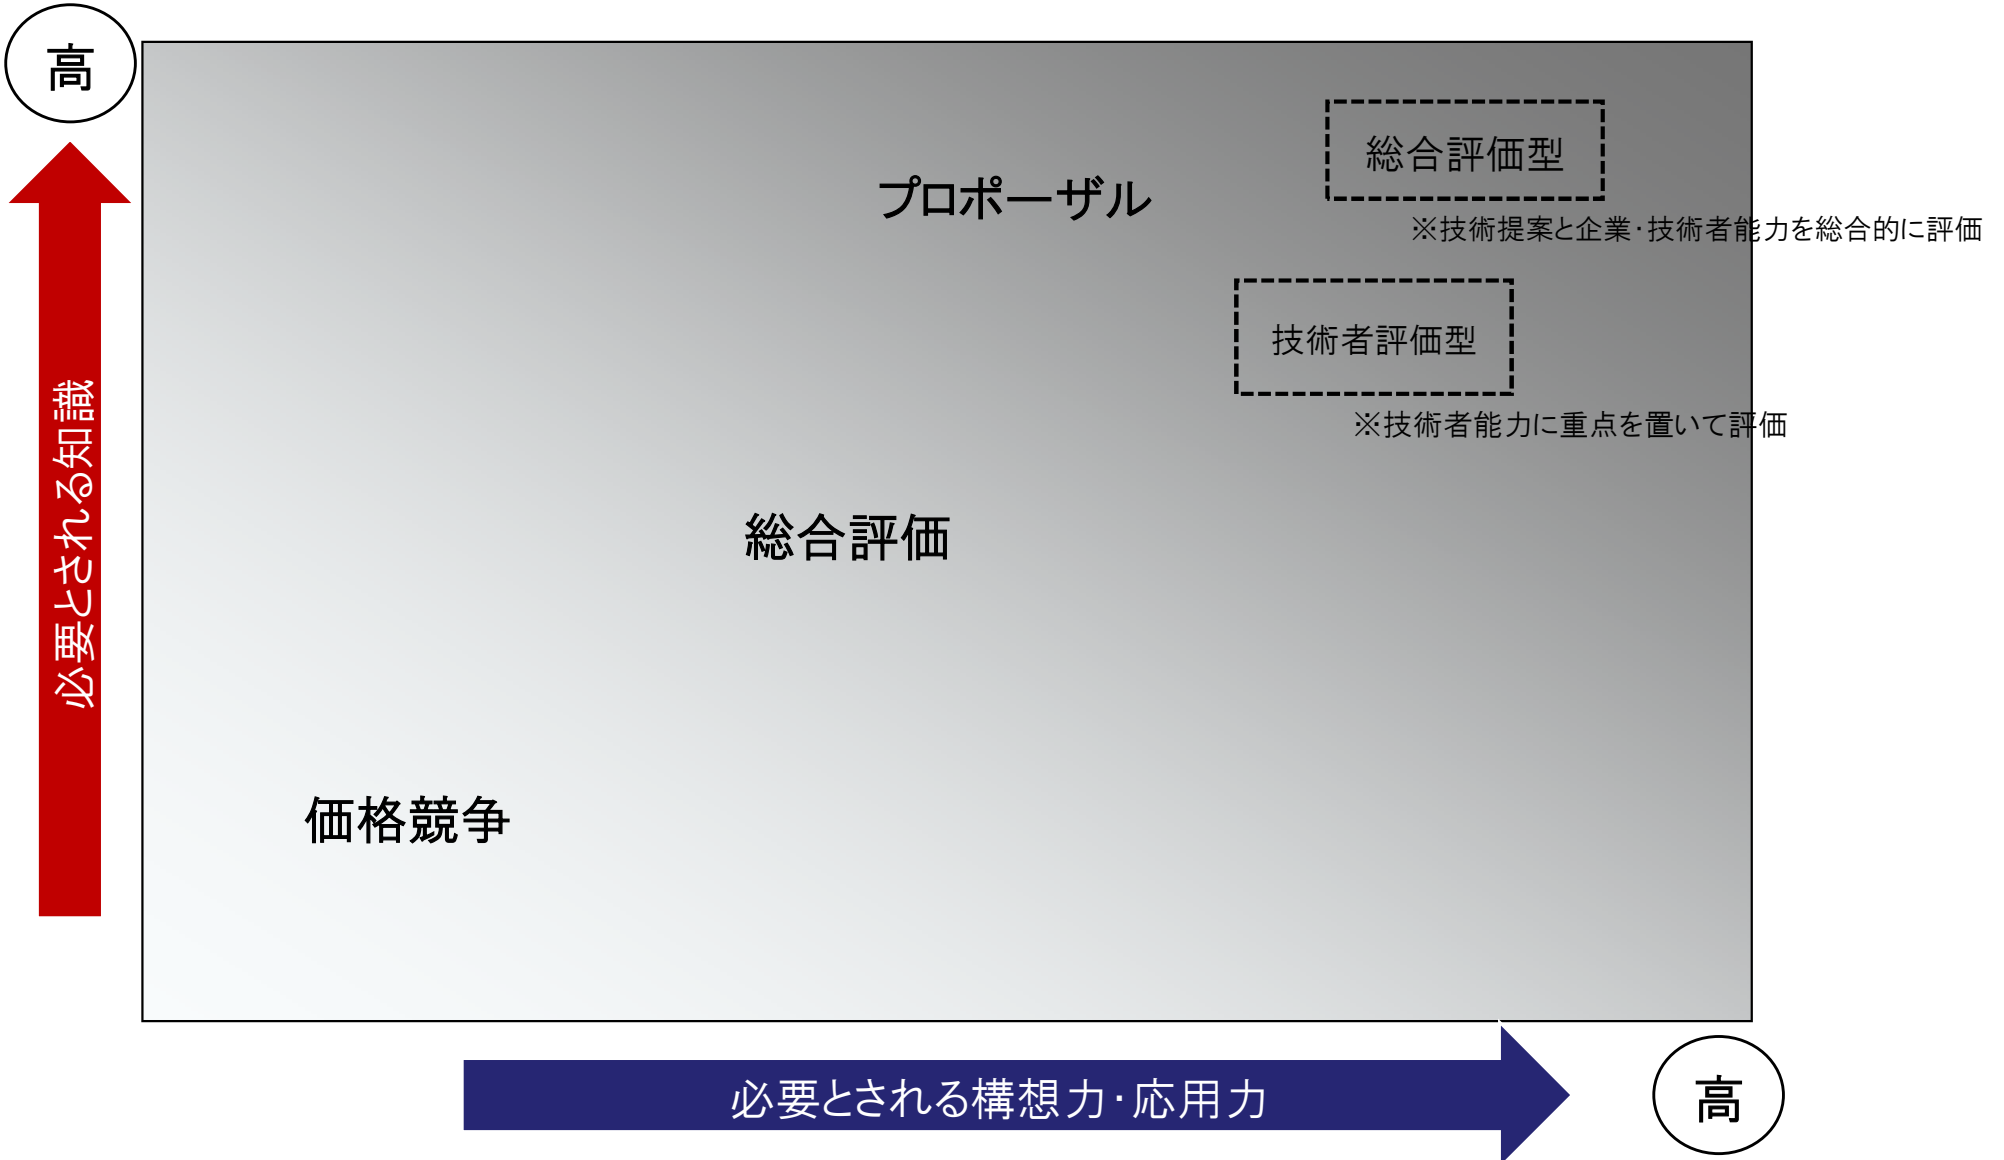 高
総合評価型
プロポーザル
※技術提案と企業・技術者能力を総合的に評価
技術者評価型
※技術者能力に重点を置いて評価
必要とされる知識
総合評価
価格競争
必要とされる構想力・応用力
高